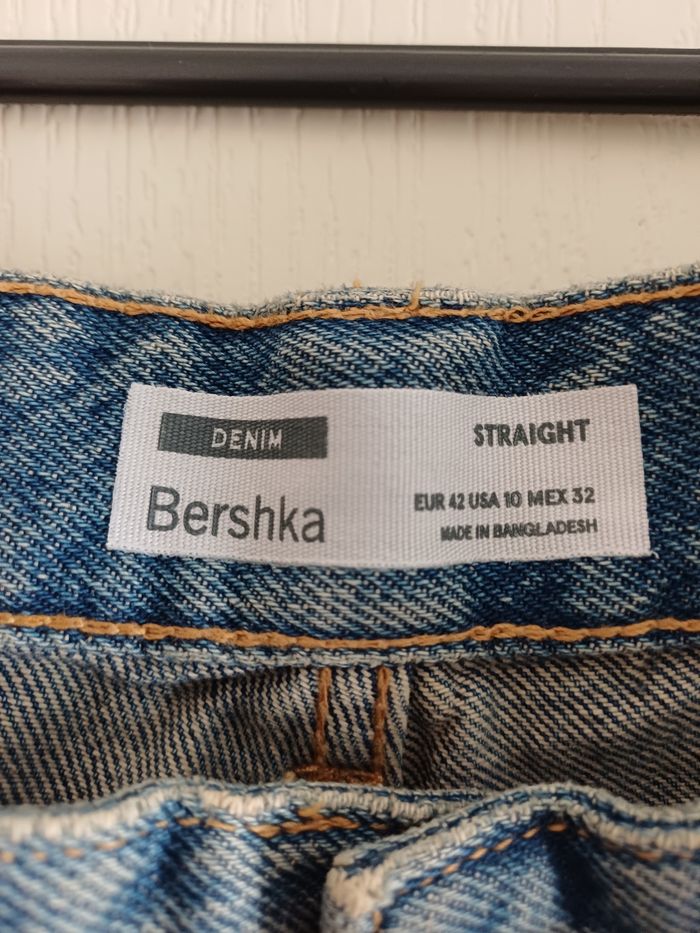 DENIM
STRAIGHT
Bershka
EUR 42 USA 10 MEX 32
MADE IN BANGLADESH